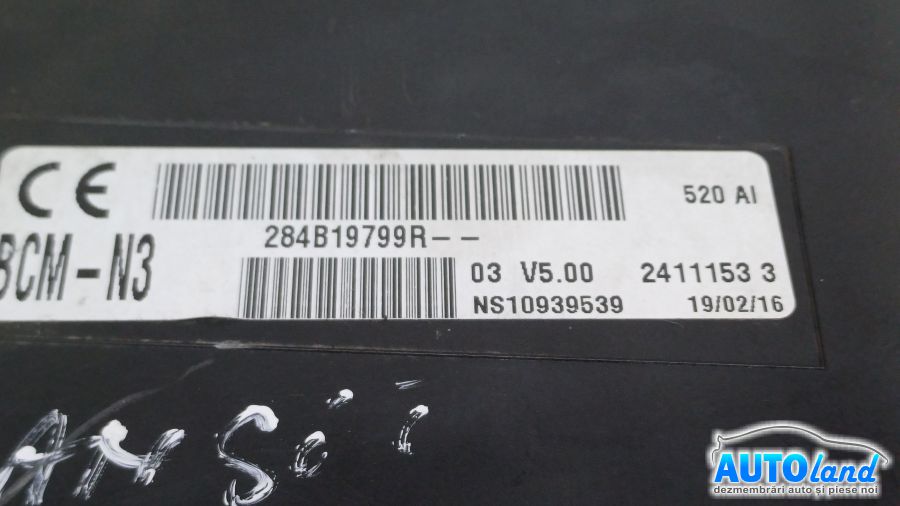 CE
520 AI
284B19799R--
BCM-N3
03 V5.00
2411153 3
NS10939539
19/02/16
AUTOland
dezmembrări auto și piese noi